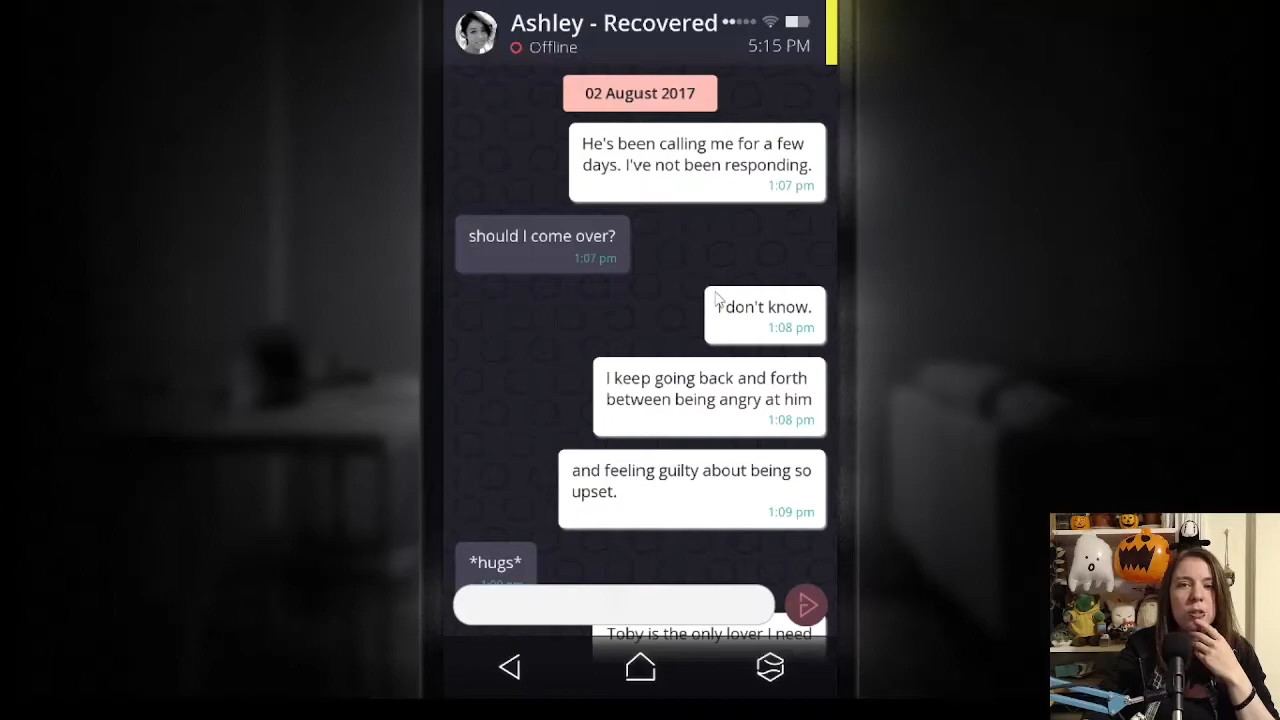 Ashley - Recovered
Offline
5:15 PM
02 August 2017
He's been calling me for a few
days. I've not been responding.
1:07 pm
should I come over?
1:07 pm
I don't know.
1:08 pm
I keep going back and forth
between being angry at him
1:08 pm
and feeling guilty about being so
upset.
1:09 pm
*hugs*
1:09 pm
Toby is the only lover I need